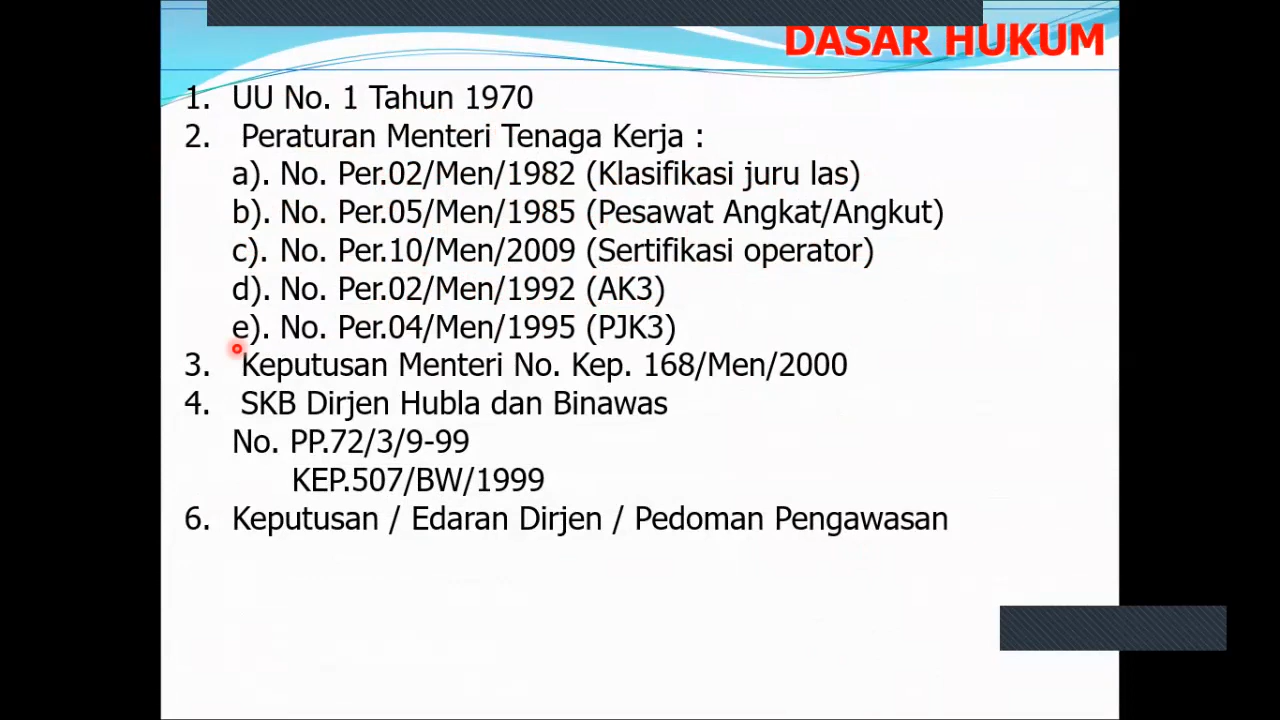 DASAR HUKUM
1. UU No. 1 Tahun 1970
2. Peraturan Menteri Tenaga Kerja :
a). No. Per.02/Men/1982 (Klasifikasi juru las)
b). No. Per.05/Men/1985 (Pesawat Angkat/Angkut)
c). No. Per.10/Men/2009 (Sertifikasi operator)
d). No. Per.02/Men/1992 (AK3)
e). No. Per.04/Men/1995 (PJK3)
3. Keputusan Menteri No. Kep. 168/Men/2000
4. SKB Dirjen Hubla dan Binawas
No. PP.72/3/9-99
KEP.507/BW/1999
6. Keputusan / Edaran Dirjen / Pedoman Pengawasan